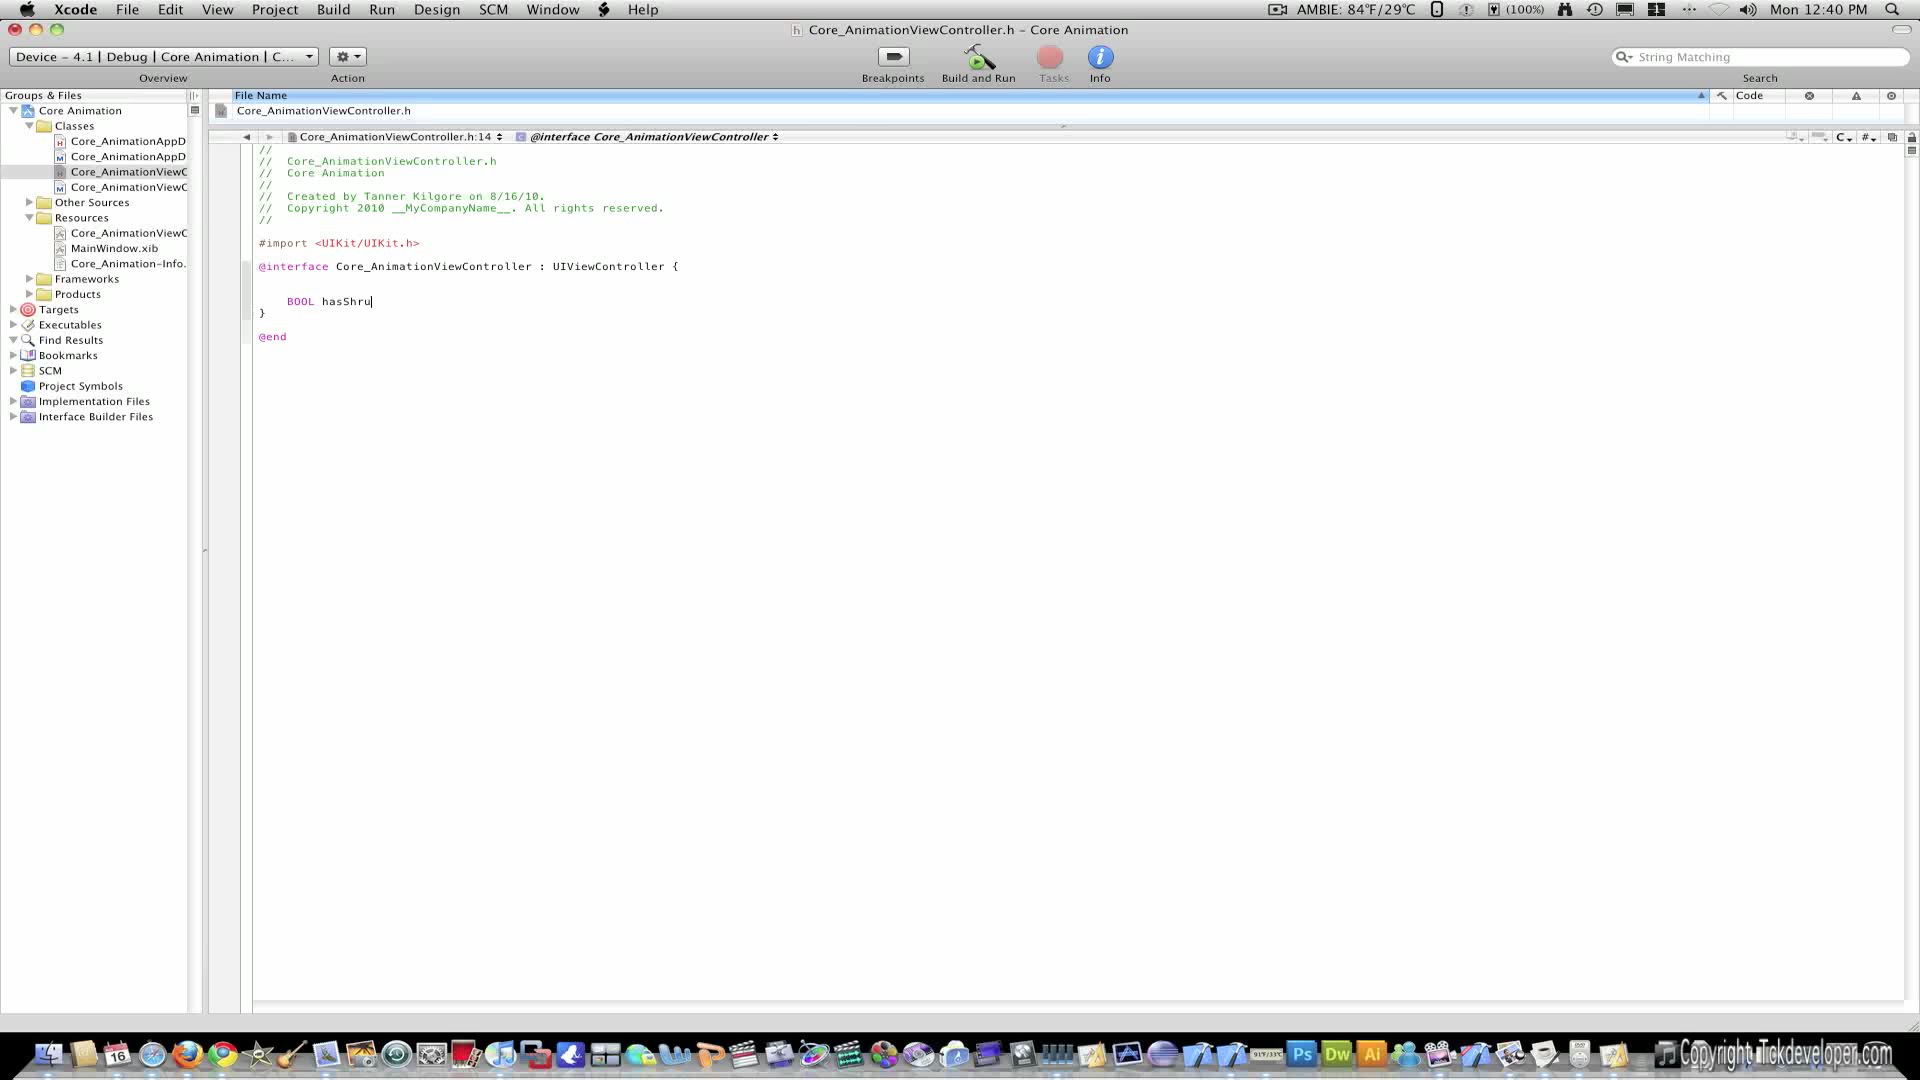 Xcode File Edit View Project Build Run Design SCM Window Help AMBIE: 84°F/29°C (100%) Mon 12:40 PM
Core_AnimationViewController.h – Core Animation
Device – 4.1 | Debug | Core Animation | C... String Matching
Overview Action Breakpoints Build and Run Tasks Info Search
Groups & Files File Name Code
Core Animation Core_AnimationViewController.h
Classes
Core_AnimationViewController.h:14 @interface Core_AnimationViewController C #
Core_AnimationAppD
Core_AnimationAppD
Core_AnimationViewC
Core_AnimationViewC
Other Sources
Resources
Core_AnimationViewC
MainWindow.xib
Core_Animation-Info.
Frameworks
Products
Targets
Executables
Find Results
Bookmarks
SCM
Project Symbols
Implementation Files
Interface Builder Files
//
// Core_AnimationViewController.h
// Core Animation
//
// Created by Tanner Kilgore on 8/16/10.
// Copyright 2010 __MyCompanyName__. All rights reserved.
//
#import <UIKit/UIKit.h>
@interface Core_AnimationViewController : UIViewController {
BOOL hasShru
}
@end
16 91°F/33°C Ps Dw Ai Copyright Tckdeveloper.com